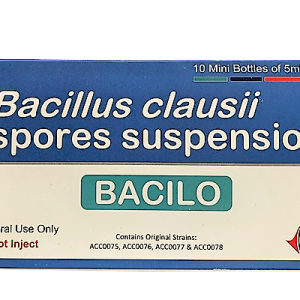 10 Mini Bottles of 5m
Bacillus clausii
spores suspensio
BACILO
ral Use Only
ot Inject
Contains Original Strains:
ACC0075, ACC0076, ACC0077 & ACC0078